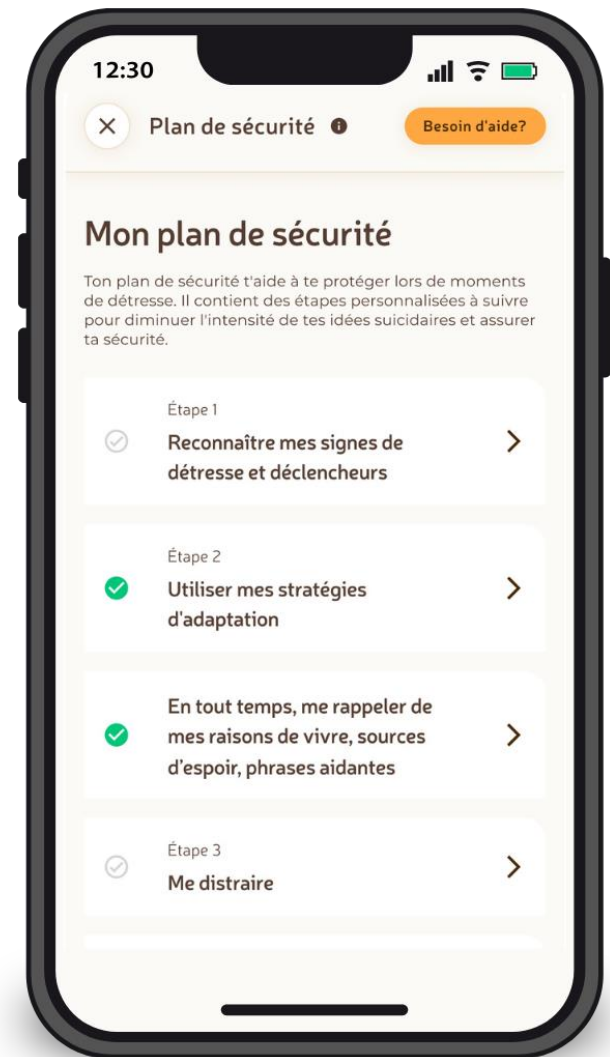 12:30
Plan de sécurité
Besoin d'aide?
Mon plan de sécurité
Ton plan de sécurité t'aide à te protéger lors de moments
de détresse. Il contient des étapes personnalisées à suivre
pour diminuer l'intensité de tes idées suicidaires et assurer
ta sécurité.
Étape 1
Reconnaître mes signes de
détresse et déclencheurs
Étape 2
Utiliser mes stratégies
d'adaptation
En tout temps, me rappeler de
mes raisons de vivre, sources
d’espoir, phrases aidantes
Étape 3
Me distraire